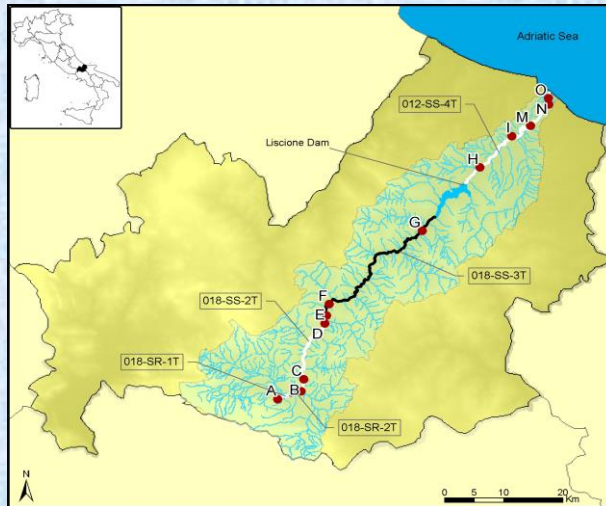 Adriatic Sea
O
012-SS-4T
N
M
I
Liscione Dam
H
G
018-SS-3T
F
018-SS-2T
E
D
018-SR-1T
C
A
B
018-SR-2T
N
0 5 10 20
Km